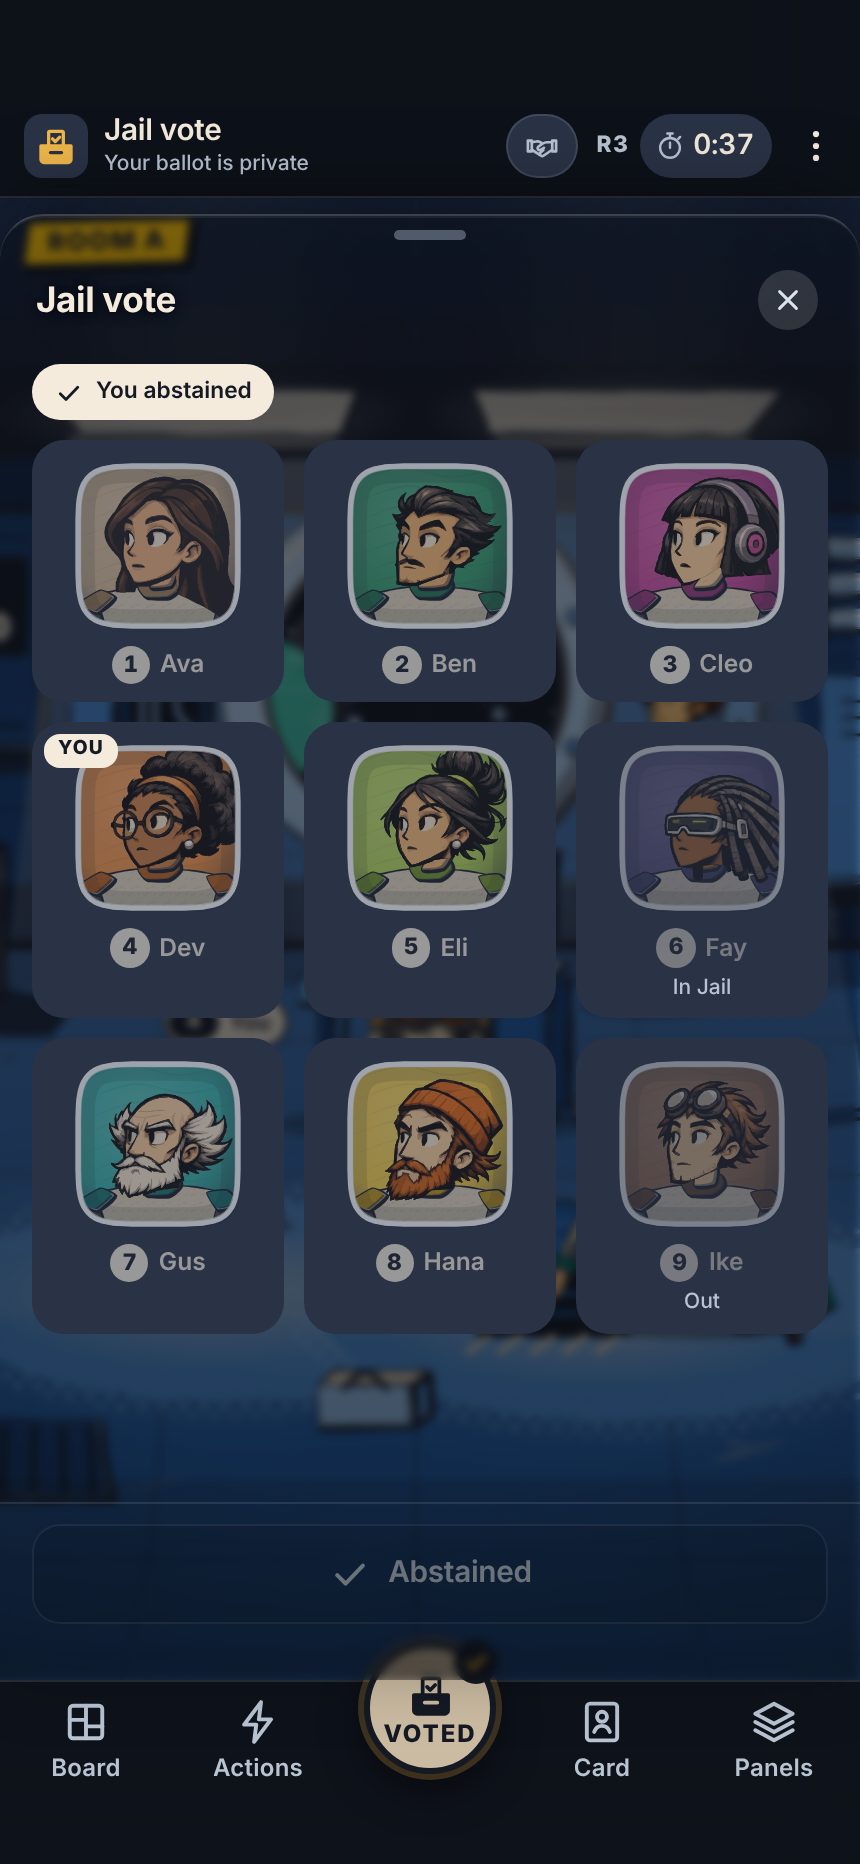 Jail vote
Your ballot is private
R3
0:37
ROOM A
Jail vote
You abstained
1 Ava
2 Ben
3 Cleo
YOU
4 Dev
5 Eli
6 Fay
In Jail
7 Gus
8 Hana
9 Ike
Out
Abstained
VOTED
Board
Actions
Card
Panels